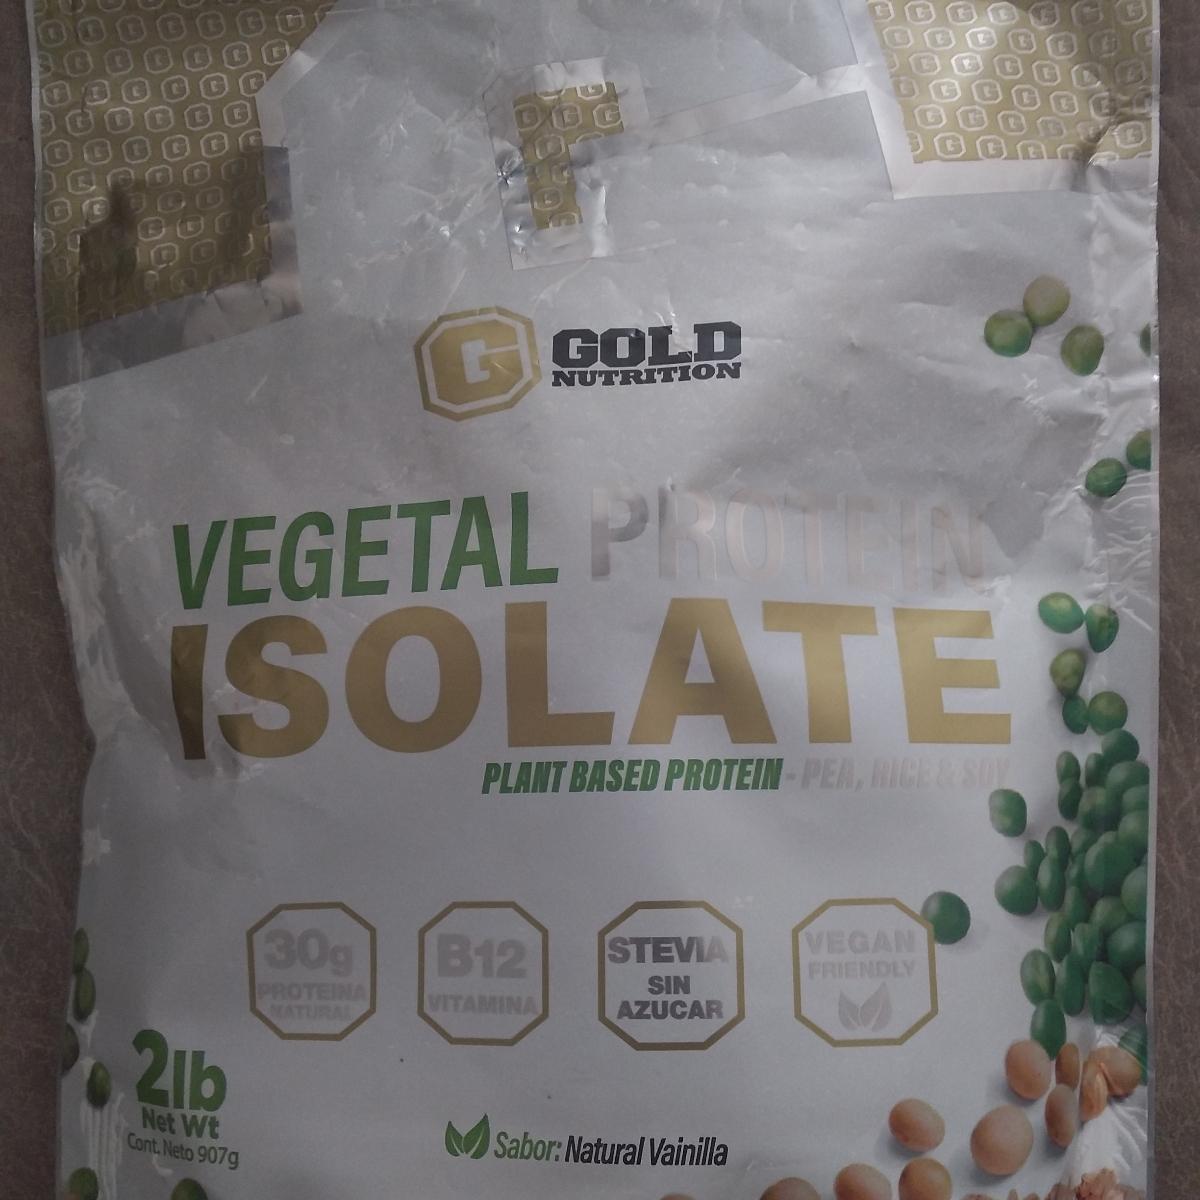 GOLD
NUTRITION
VEGETAL PROTEIN
ISOLATE
PLANT BASED PROTEIN - PEA, RICE & SOY
30g
PROTEINA
NATURAL
B12
VITAMINA
STEVIA
SIN
AZUCAR
VEGAN
FRIENDLY
2lb
Net Wt
Cont. Neto 907g
Sabor: Natural Vainilla